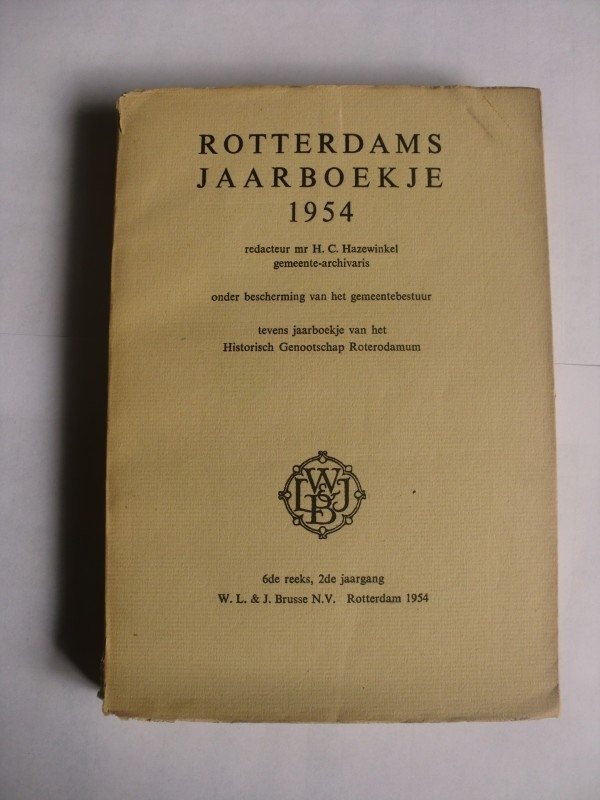 ROTTERDAMS
JAARBOEKJE
1954
redacteur mr H. C. Hazewinkel
gemeente-archivaris
onder bescherming van het gemeentebestuur
tevens jaarboekje van het
Historisch Genootschap Roterodamum
W
L & J
B
6de reeks, 2de jaargang
W. L. & J. Brusse N.V. Rotterdam 1954